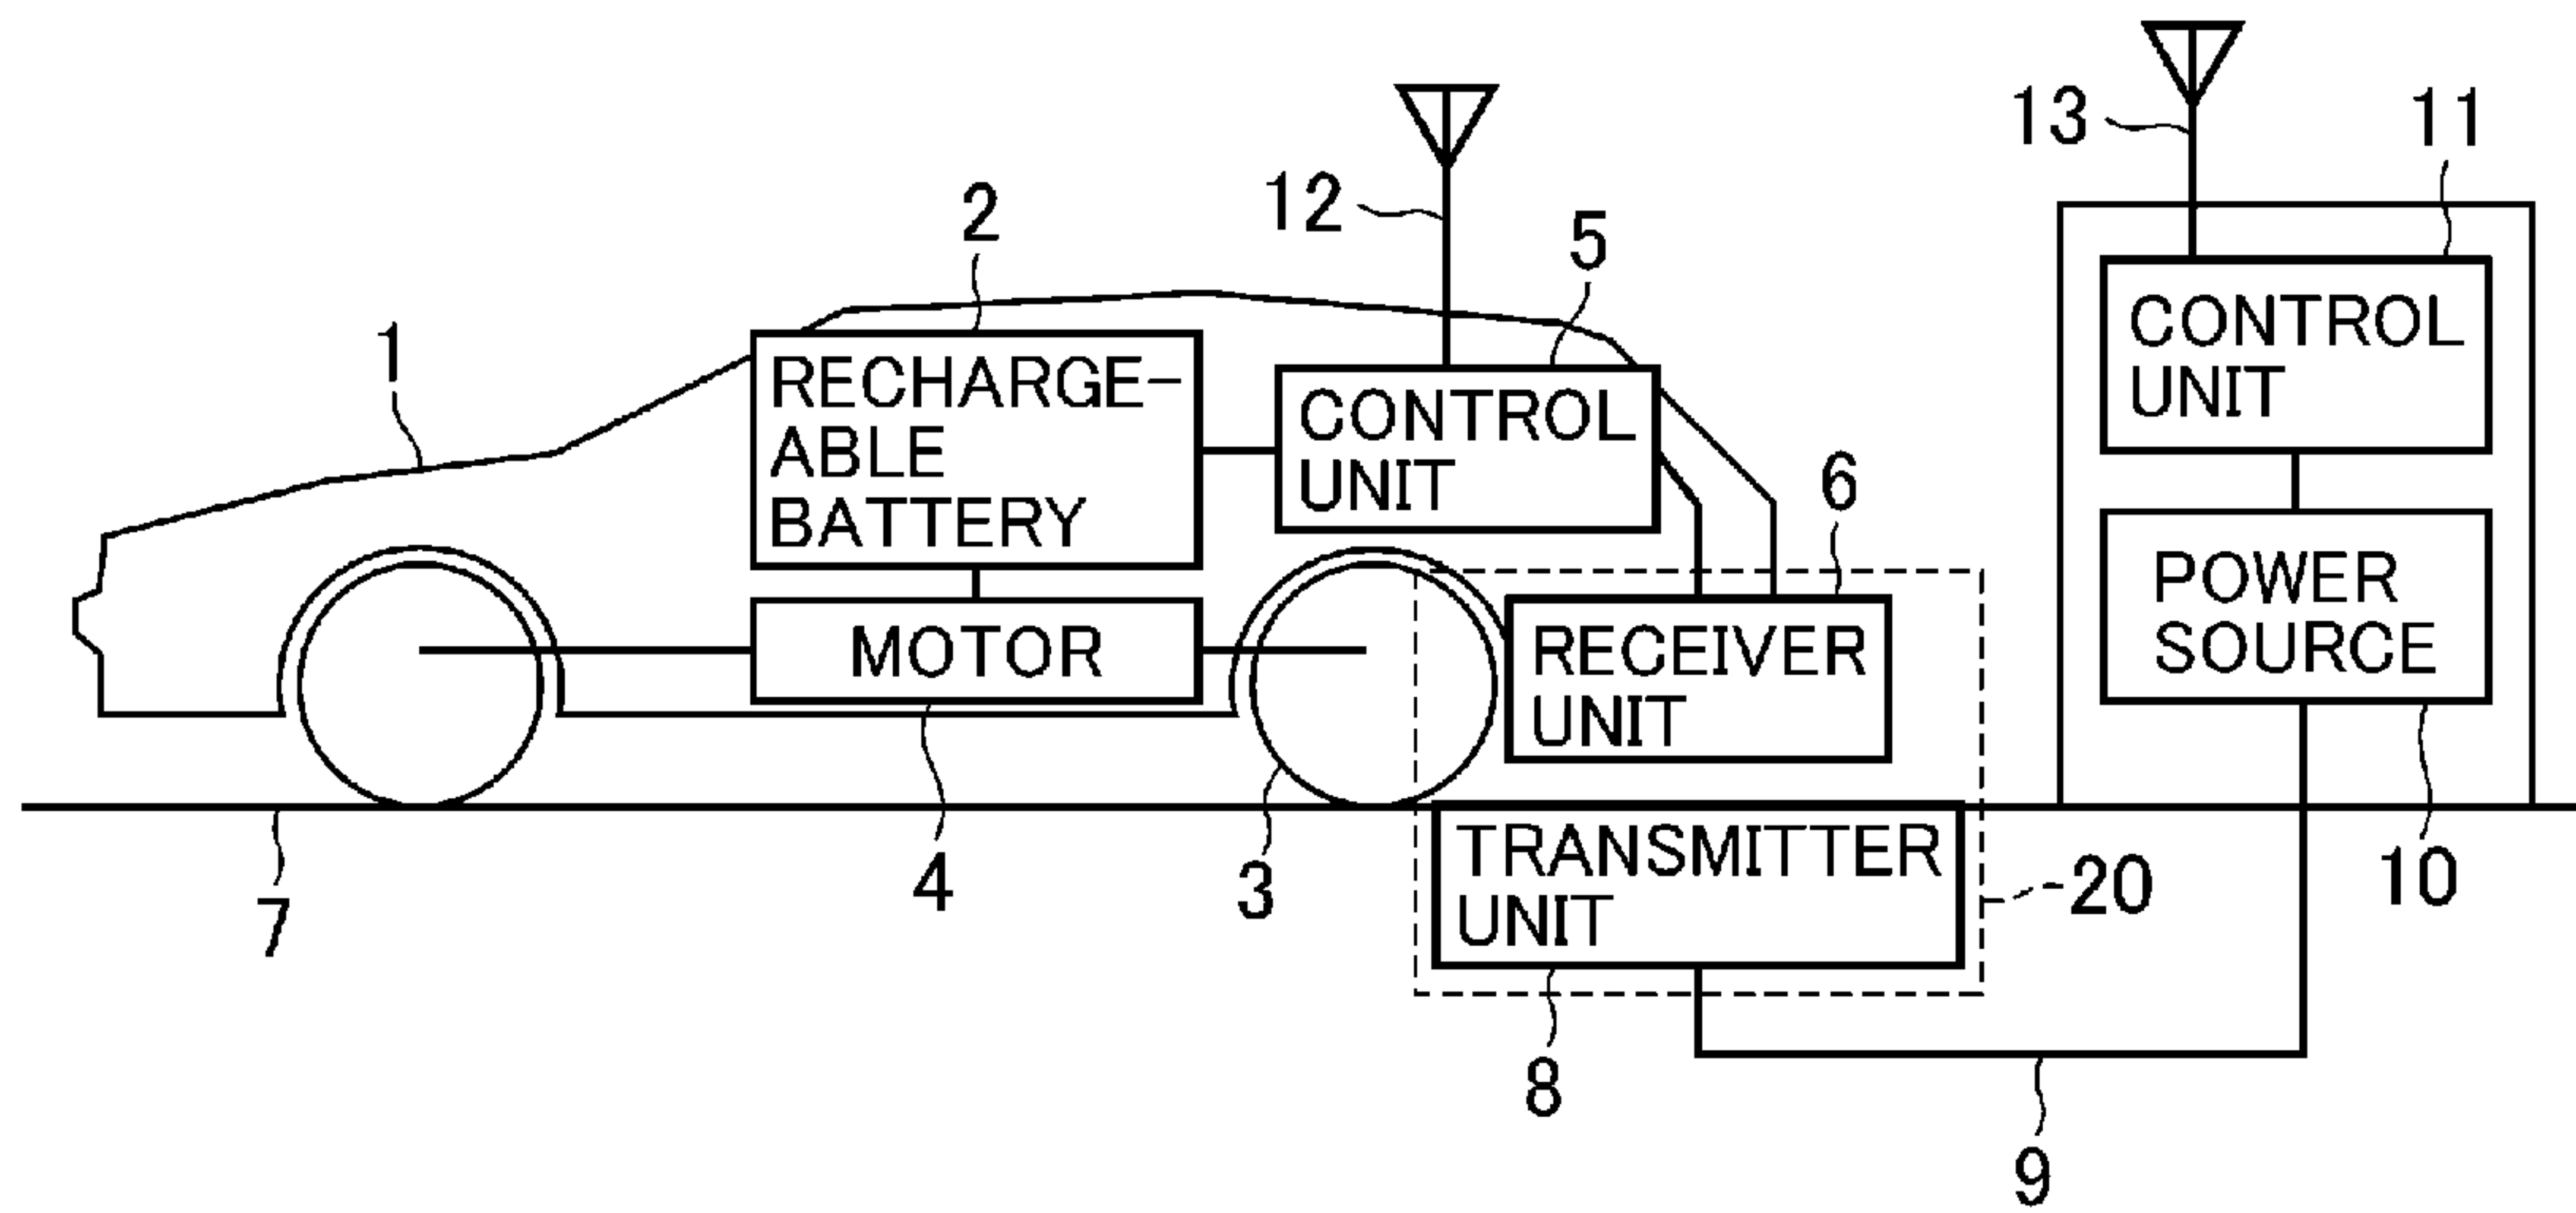 13
11
12
2
5
CONTROL
UNIT
1
RECHARGE-
ABLE
BATTERY
CONTROL
UNIT
6
POWER
SOURCE
MOTOR
RECEIVER
UNIT
TRANSMITTER
UNIT
7
4
3
20
10
8
9